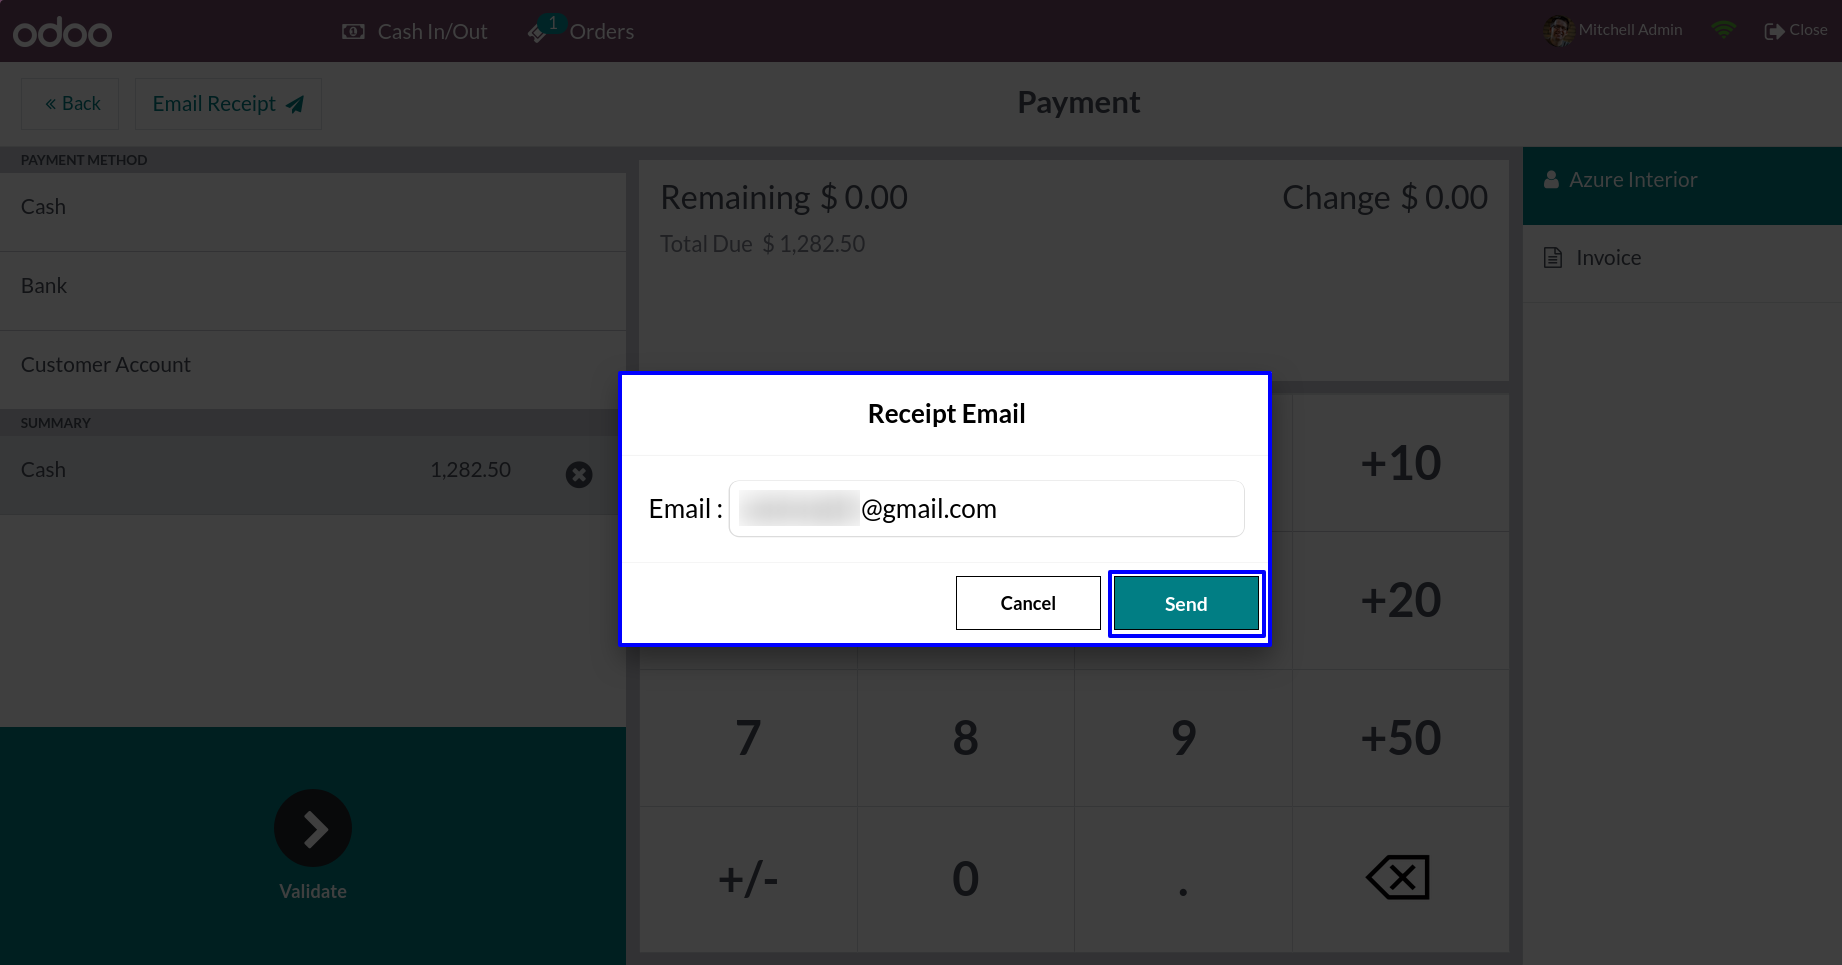 odoo
Cash In/Out
1
Orders
Mitchell Admin
Close
« Back
Email Receipt
Payment
PAYMENT METHOD
Cash
Bank
Customer Account
SUMMARY
Cash 1,282.50
Validate
Remaining $ 0.00
Change $ 0.00
Total Due $ 1,282.50
Azure Interior
Invoice
Receipt Email
Email : @gmail.com
Cancel
Send
+10
+20
7 8 9 +50
+/- 0 .